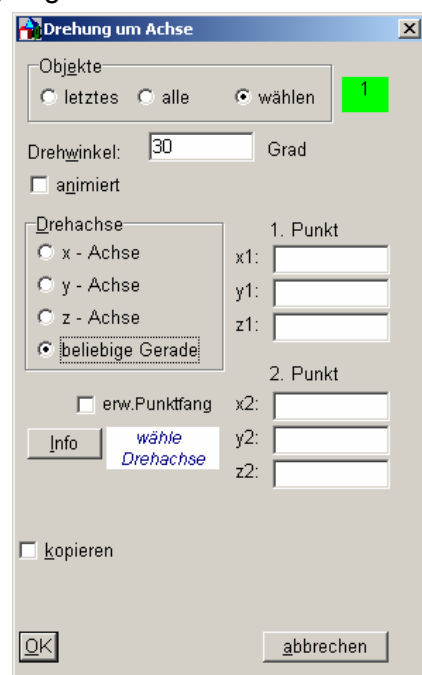 Drehung um Achse
Objekte
letztes alle wählen 1
Drehwinkel: 30 Grad
animiert
Drehachse
x - Achse
y - Achse
z - Achse
beliebige Gerade
1. Punkt
x1:
y1:
z1:
2. Punkt
erw.Punktfang x2:
Info wähle y2:
Drehachse
z2:
kopieren
OK abbrechen